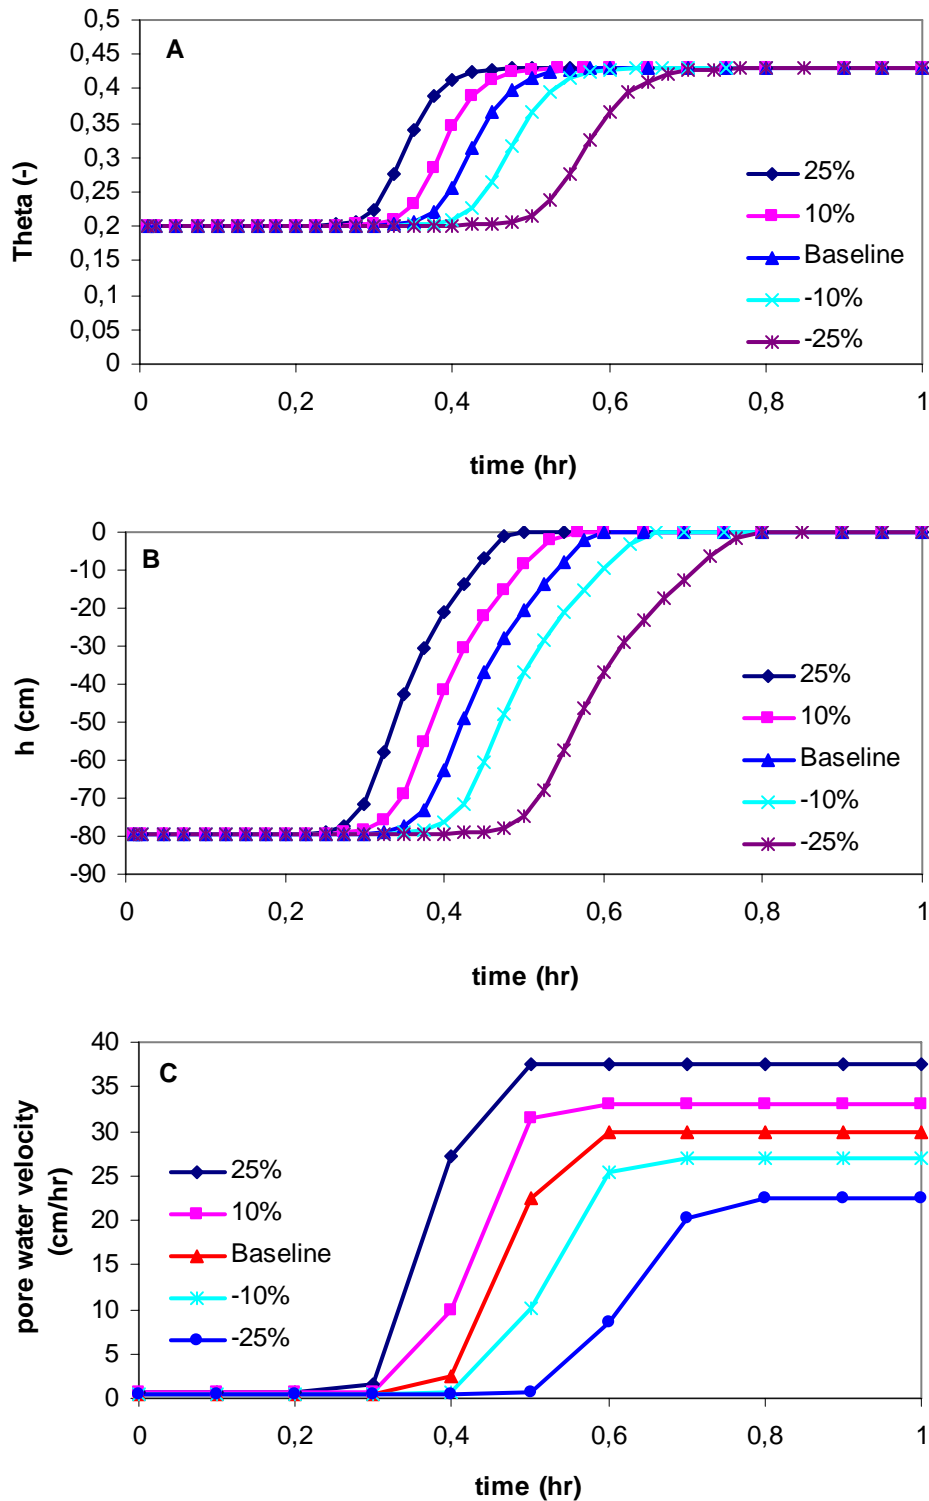 A
Theta (-)
0,5
0,45
0,4
0,35
0,3
0,25
0,2
0,15
0,1
0,05
0
25%
10%
Baseline
-10%
-25%
0 0,2 0,4 0,6 0,8 1
time (hr)
B
h (cm)
0
-10
-20
-30
-40
-50
-60
-70
-80
-90
25%
10%
Baseline
-10%
-25%
0 0,2 0,4 0,6 0,8 1
time (hr)
C
pore water velocity
(cm/hr)
40
35
30
25
20
15
10
5
0
25%
10%
Baseline
-10%
-25%
0 0,2 0,4 0,6 0,8 1
time (hr)